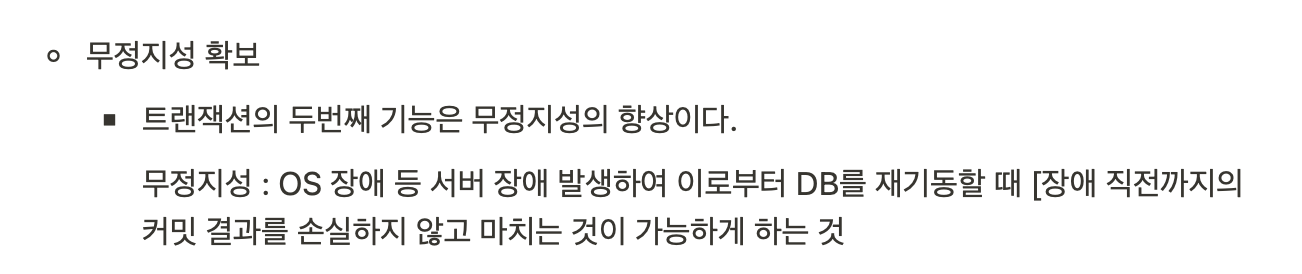 무정지성 확보
트랜잭션의 두번째 기능은 무정지성의 향상이다.
무정지성 : OS 장애 등 서버 장애 발생하여 이로부터 DB를 재기동할 때 [장애 직전까지의
커밋 결과를 손실하지 않고 마치는 것이 가능하게 하는 것